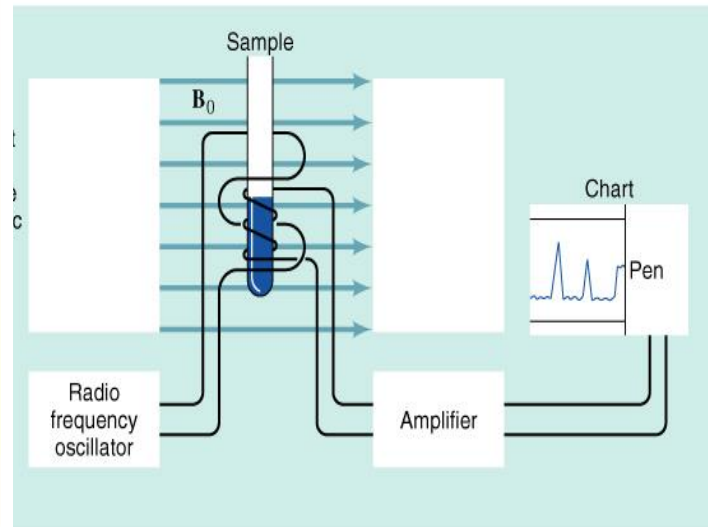 Sample
B0
t
e
c
Chart
Pen
Radio
frequency
oscillator
Amplifier